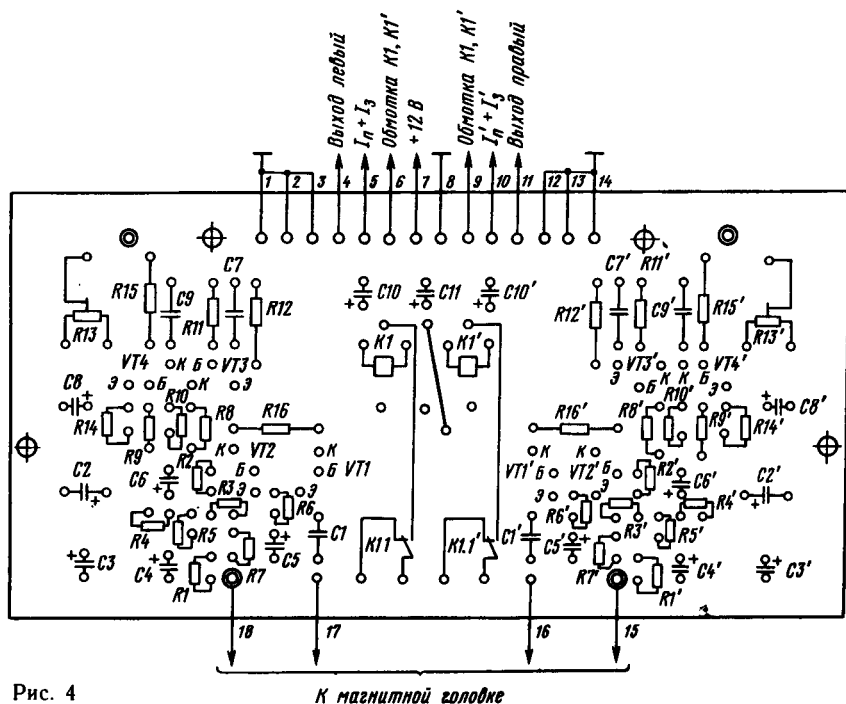 Выход левый
Iп + Iз
Обмотка К1, К1'
+12 В
Обмотка К1, К1'
I'п + Iз'
Выход правый
1 2 3 4 5 6 7 8 9 10 11 12 13 14
R15 C7 C10 C11 C10' C7' R11'
C9 R12 R12' C9' R15'
R13 R11 K1 K1' R13'
VT4 К Б VT3 VT3' К К VT4'
Э Б К Э Э Б Б Э
C8 R10 R8 R16 R16' R8' R10' C8'
R14 R9 R9' R14'
К VT2 К К К
C6 R2 Б Б VT1 VT1' Б VT2' Б R2' C6'
C2 Э Э Э Э C2'
R3 R6 R4'
R4 R5 C1 R6' R3' R5'
C3 C4 C5 K1.1 K1.1' C1' C5' C4' C3'
R1 R7 R7' R1'
18 17 16 15
Рис. 4
К магнитной головке